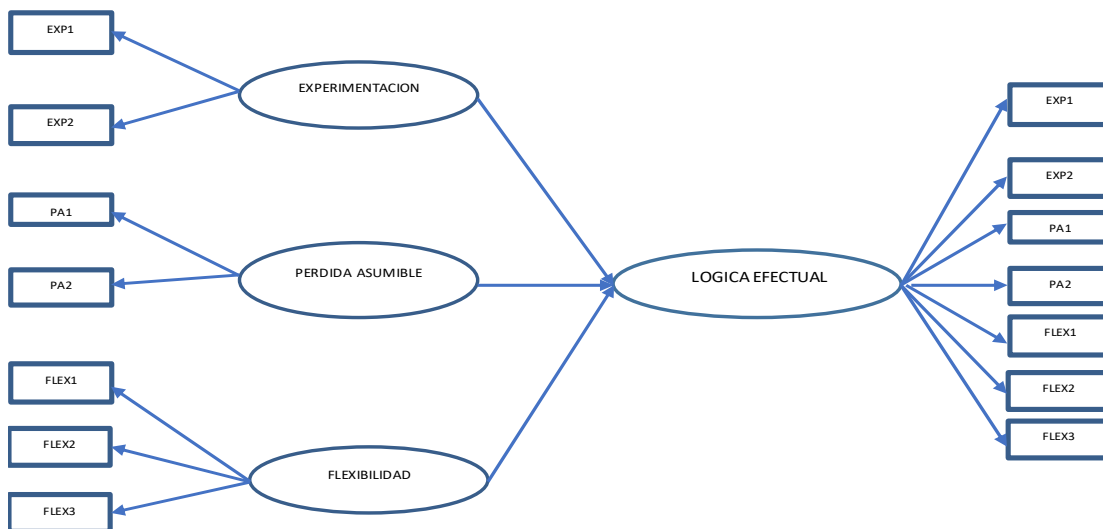 EXP1
EXP2
PA1
PA2
FLEX1
FLEX2
FLEX3
EXPERIMENTACION
PERDIDA ASUMIBLE
FLEXIBILIDAD
LOGICA EFECTUAL
EXP1
EXP2
PA1
PA2
FLEX1
FLEX2
FLEX3